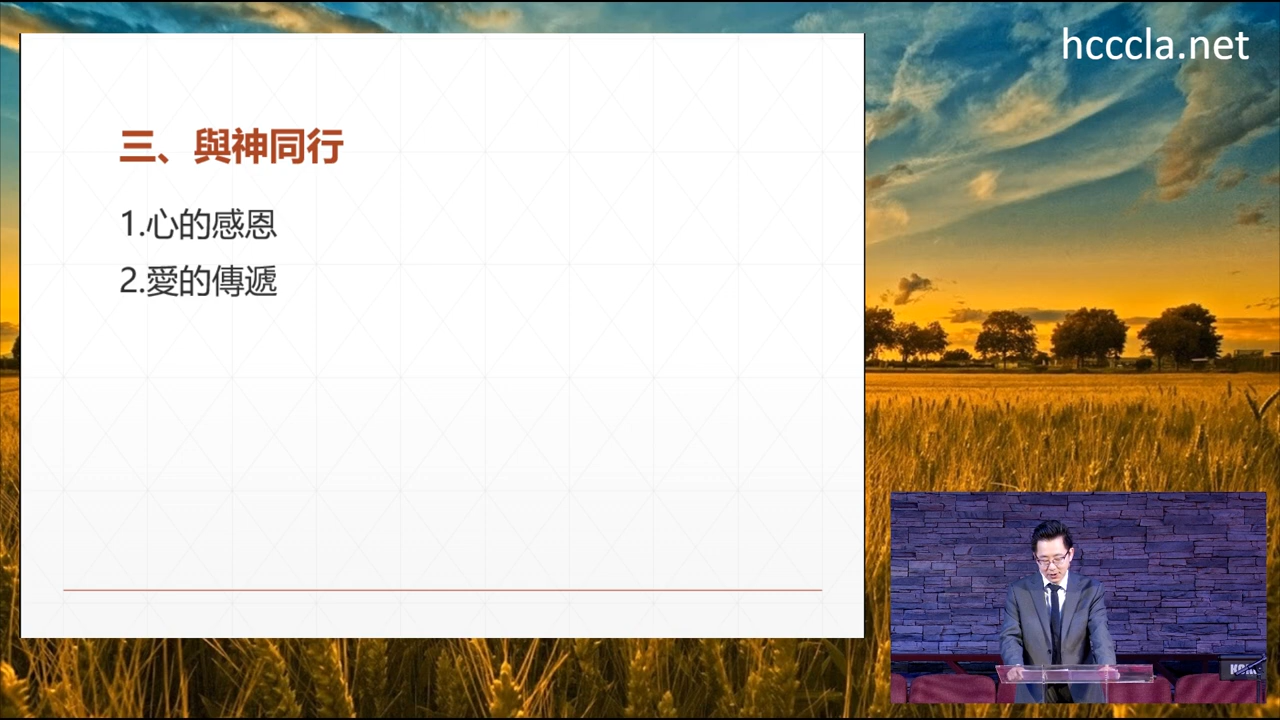 hcccla.net
三、與神同行
1.心的感恩
2.愛的傳遞